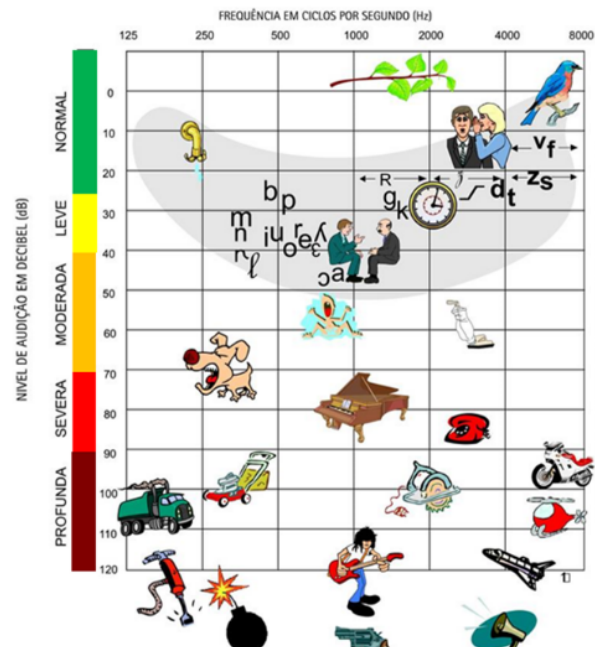 FREQUÊNCIA EM CICLOS POR SEGUNDO (Hz)
125 250 500 1000 2000 4000 8000
NIVEL DE AUDIÇÃO EM DECIBEL (dB)
NORMAL
LEVE
MODERADA
SEVERA
PROFUNDA
0
10
20
30
40
50
60
70
80
90
100
110
120
v f
R z s
b p g k d t
m
n i u o r e ɛ ʎ
ɾ ℓ
ɔ a